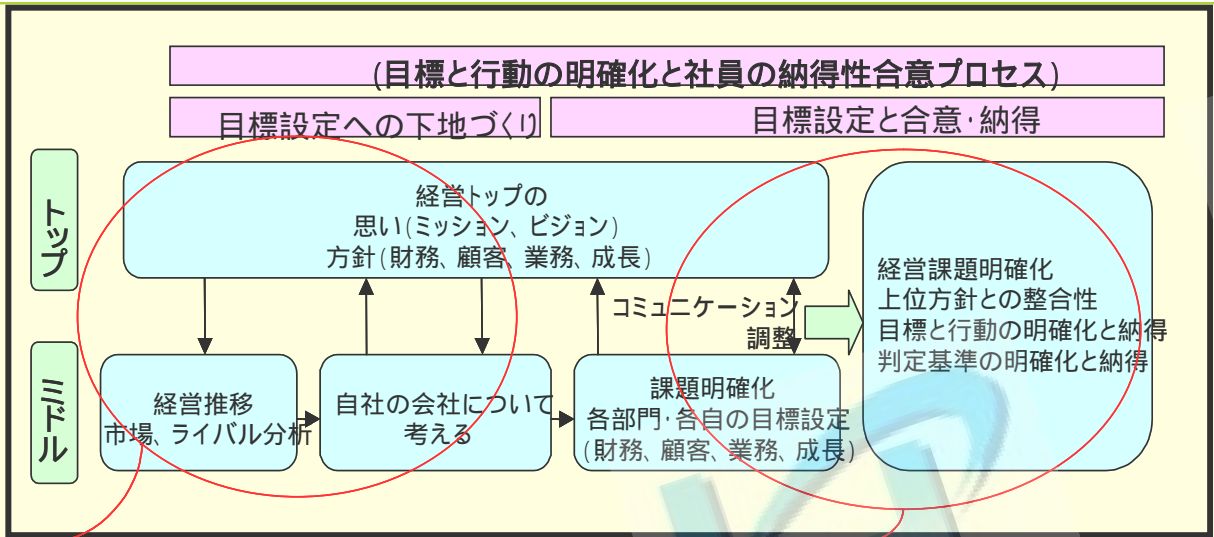 (目標と行動の明確化と社員の納得性合意プロセス)
目標設定への下地づくり
目標設定と合意・納得
トップ
経営トップの
思い(ミッション、ビジョン)
方針(財務、顧客、業務、成長)
コミュニケーション
調整
経営課題明確化
上位方針との整合性
目標と行動の明確化と納得
判定基準の明確化と納得
ミドル
経営推移
市場、ライバル分析
自社の会社について
考える
課題明確化
各部門・各自の目標設定
(財務、顧客、業務、成長)